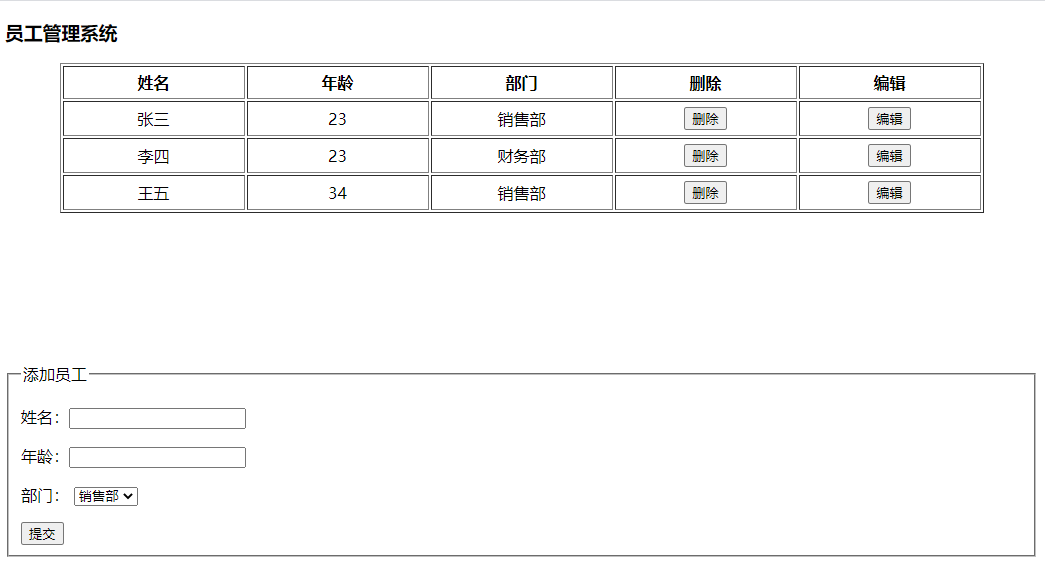 员工管理系统
姓名 年龄 部门 删除 编辑
张三 23 销售部 删除 编辑
李四 23 财务部 删除 编辑
王五 34 销售部 删除 编辑
添加员工
姓名：
年龄：
部门： 销售部
提交